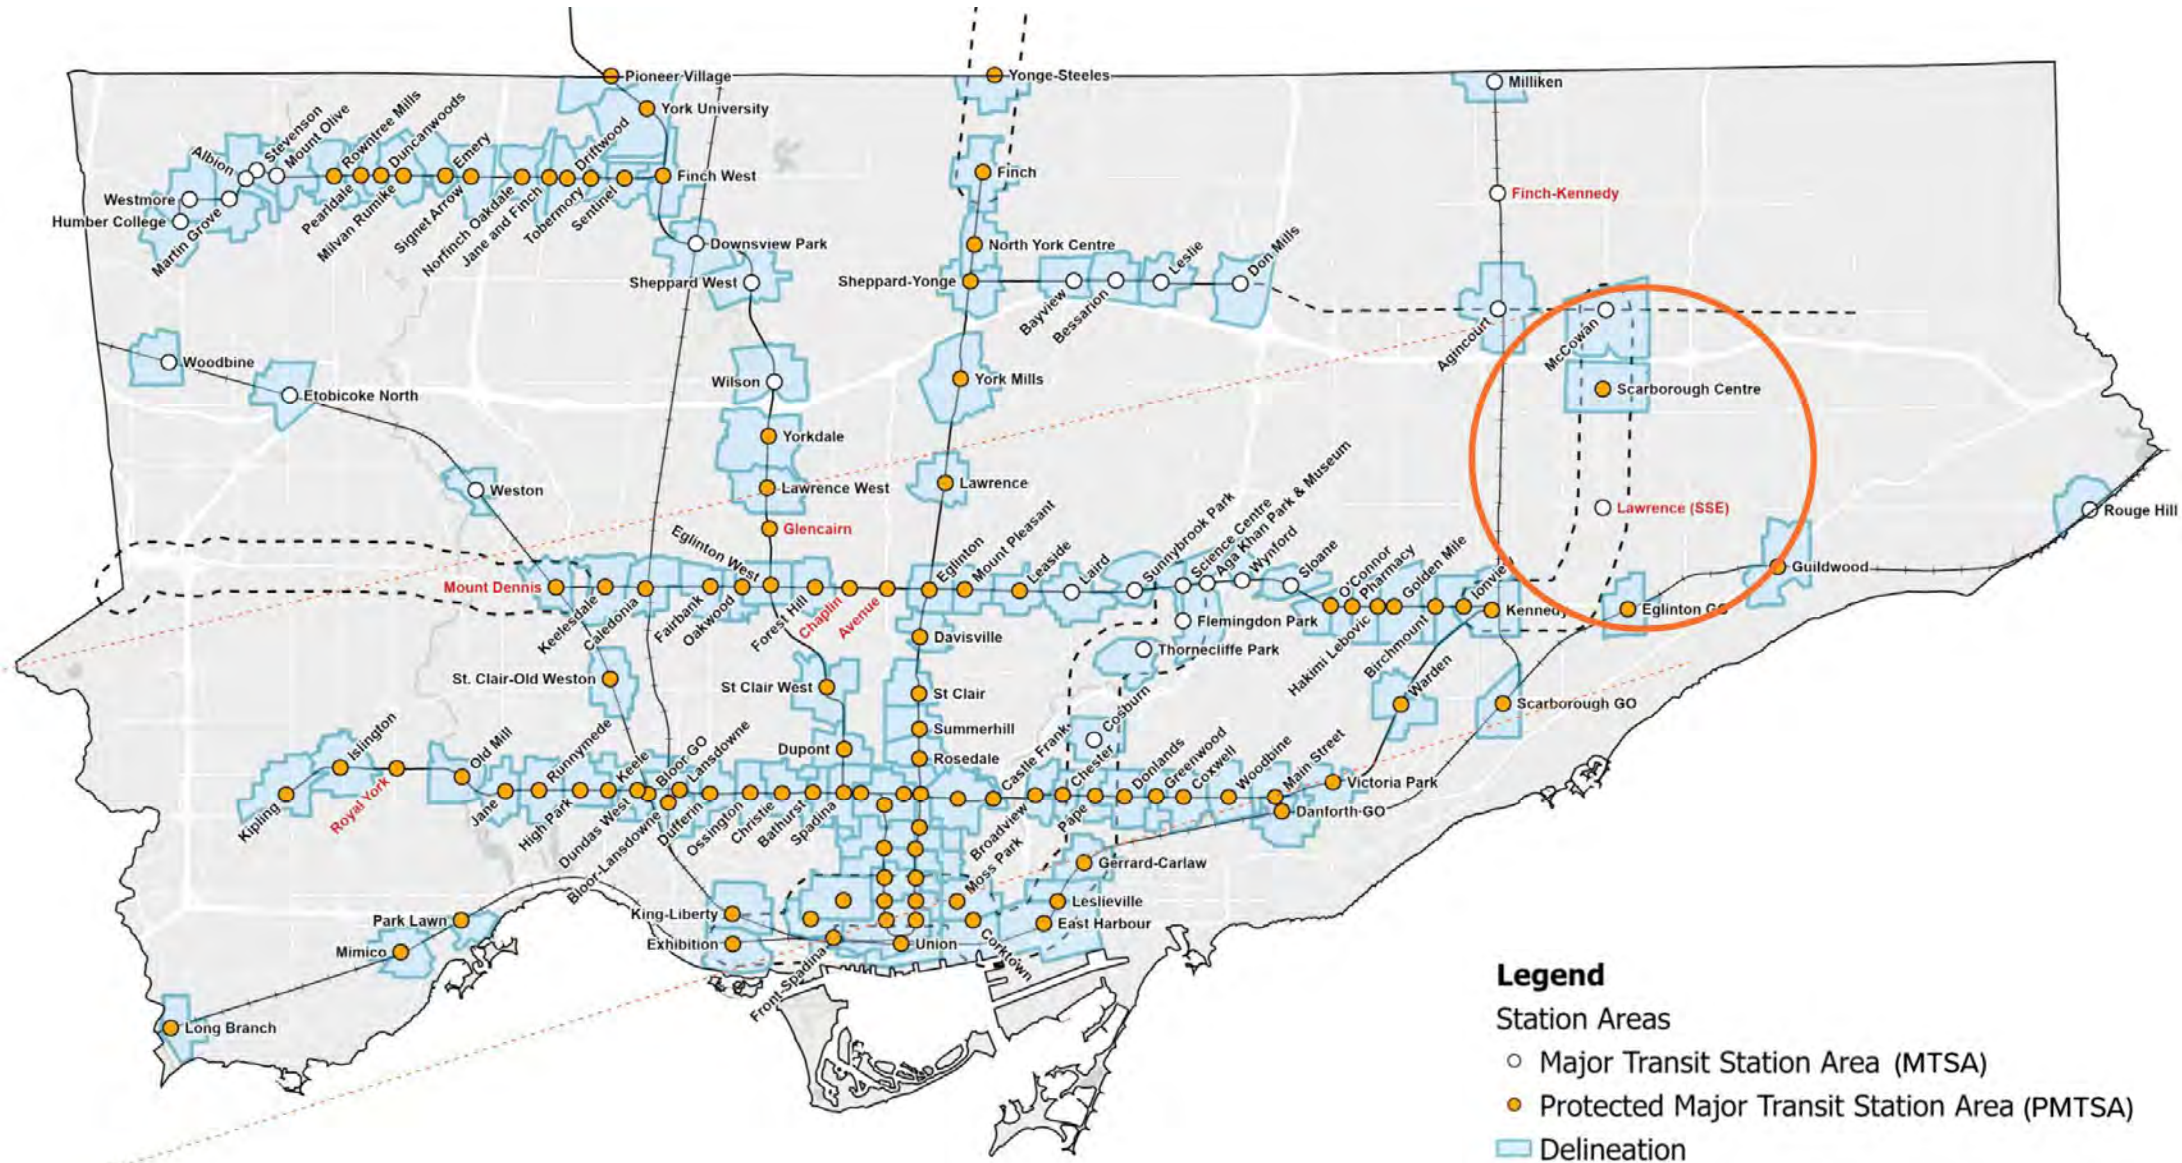 Pioneer Village
Yonge-Steeles
Milliken
York University
Stevenson
Mount Olive
Rowntree Mills
Duncanwoods
Emery
Driftwood
Albion
Westmore
Humber College
Martin Grove
Pearldale
Milvan Rumike
Signet Arrow
Norfinch Oakdale
Jane and Finch
Tobermory
Sentinel
Finch West
Finch
Finch-Kennedy
Downsview Park
Sheppard West
North York Centre
Sheppard-Yonge
Bayview
Bessarion
Leslie
Don Mills
Agincourt
McCowan
Woodbine
Etobicoke North
Wilson
York Mills
Scarborough Centre
Yorkdale
Weston
Lawrence West
Lawrence
Lawrence (SSE)
Rouge Hill
Glencairn
Mount Dennis
Keelesdale
Caledonia
Fairbank
Oakwood
Eglinton West
Forest Hill
Chaplin
Avenue
Eglinton
Mount Pleasant
Leaside
Laird
Sunnybrook Park
Science Centre
Aga Khan Park & Museum
Wynford
Sloane
O'Connor
Pharmacy
Hakimi Lebovic
Golden Mile
Birchmount
Ionview
Kennedy
Eglinton GO
Guildwood
Flemingdon Park
Thornecliffe Park
Davisville
St. Clair-Old Weston
St Clair West
St Clair
Cosburn
Warden
Scarborough GO
Summerhill
Dupont
Rosedale
Islington
Kipling
Royal York
Old Mill
Jane
Runnymede
High Park
Keele
Dundas West
Bloor GO
Bloor-Lansdowne
Lansdowne
Dufferin
Ossington
Christie
Bathurst
Spadina
Castle Frank
Broadview
Chester
Pape
Donlands
Greenwood
Coxwell
Woodbine
Main Street
Victoria Park
Danforth GO
Moss Park
Gerrard-Carlaw
Leslieville
East Harbour
Corktown
Union
Front-Spadina
King-Liberty
Exhibition
Park Lawn
Mimico
Long Branch
Legend
Station Areas
Major Transit Station Area (MTSA)
Protected Major Transit Station Area (PMTSA)
Delineation